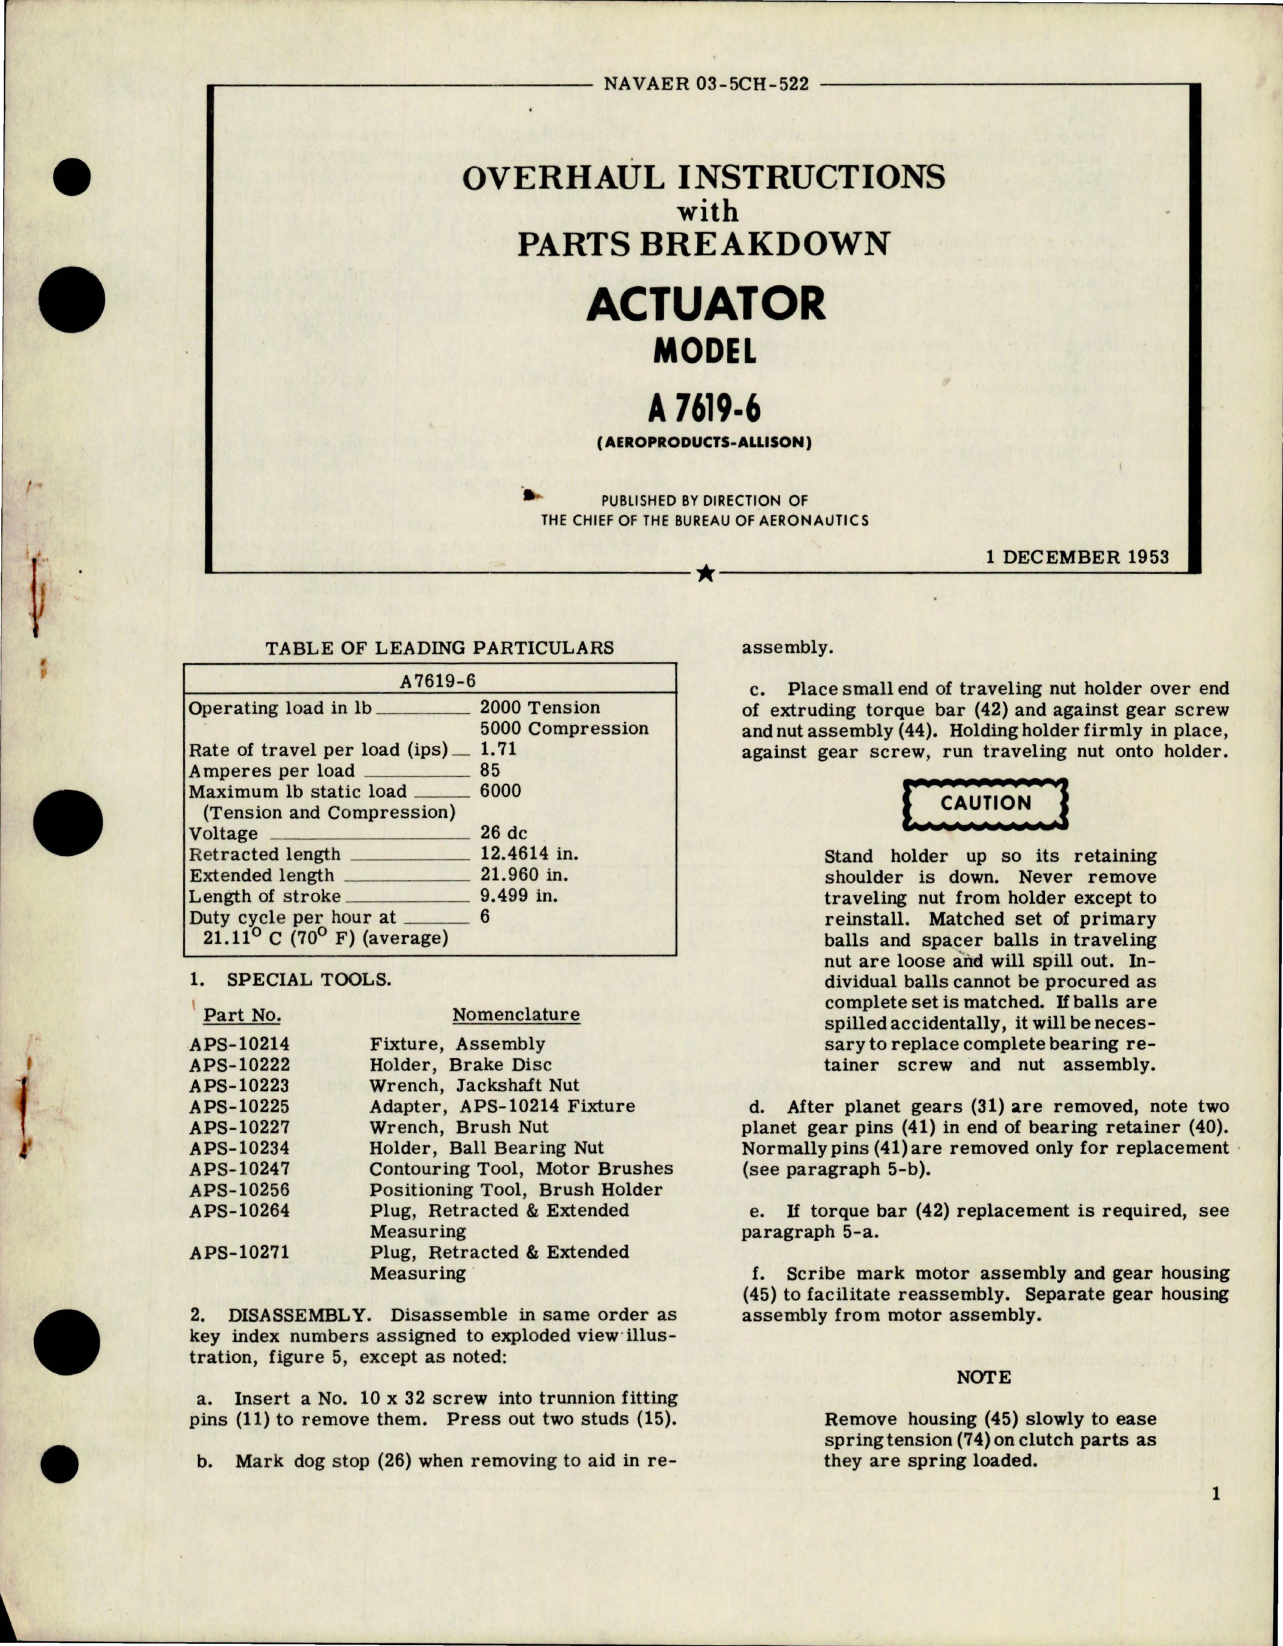 NAVAER 03-5CH-522
OVERHAUL INSTRUCTIONS
with
PARTS BREAKDOWN
ACTUATOR
MODEL
A 7619-6
(AEROPRODUCTS-ALLISON)
PUBLISHED BY DIRECTION OF
THE CHIEF OF THE BUREAU OF AERONAUTICS
1 DECEMBER 1953
TABLE OF LEADING PARTICULARS
A7619-6
Operating load in lb 2000 Tension
5000 Compression
Rate of travel per load (ips) 1.71
Amperes per load 85
Maximum lb static load 6000
(Tension and Compression)
Voltage 26 dc
Retracted length 12.4614 in.
Extended length 21.960 in.
Length of stroke 9.499 in.
Duty cycle per hour at 6
21.11° C (70° F) (average)
1. SPECIAL TOOLS.
Part No. Nomenclature
APS-10214 Fixture, Assembly
APS-10222 Holder, Brake Disc
APS-10223 Wrench, Jackshaft Nut
APS-10225 Adapter, APS-10214 Fixture
APS-10227 Wrench, Brush Nut
APS-10234 Holder, Ball Bearing Nut
APS-10247 Contouring Tool, Motor Brushes
APS-10256 Positioning Tool, Brush Holder
APS-10264 Plug, Retracted & Extended
Measuring
APS-10271 Plug, Retracted & Extended
Measuring
2. DISASSEMBLY. Disassemble in same order as
key index numbers assigned to exploded view illus-
tration, figure 5, except as noted:
a. Insert a No. 10 x 32 screw into trunnion fitting
pins (11) to remove them. Press out two studs (15).
b. Mark dog stop (26) when removing to aid in re-
assembly.
c. Place small end of traveling nut holder over end
of extruding torque bar (42) and against gear screw
and nut assembly (44). Holding holder firmly in place,
against gear screw, run traveling nut onto holder.
CAUTION
Stand holder up so its retaining
shoulder is down. Never remove
traveling nut from holder except to
reinstall. Matched set of primary
balls and spacer balls in traveling
nut are loose and will spill out. In-
dividual balls cannot be procured as
complete set is matched. If balls are
spilled accidentally, it will be neces-
sary to replace complete bearing re-
tainer screw and nut assembly.
d. After planet gears (31) are removed, note two
planet gear pins (41) in end of bearing retainer (40).
Normally pins (41) are removed only for replacement
(see paragraph 5-b).
e. If torque bar (42) replacement is required, see
paragraph 5-a.
f. Scribe mark motor assembly and gear housing
(45) to facilitate reassembly. Separate gear housing
assembly from motor assembly.
NOTE
Remove housing (45) slowly to ease
spring tension (74) on clutch parts as
they are spring loaded.
1